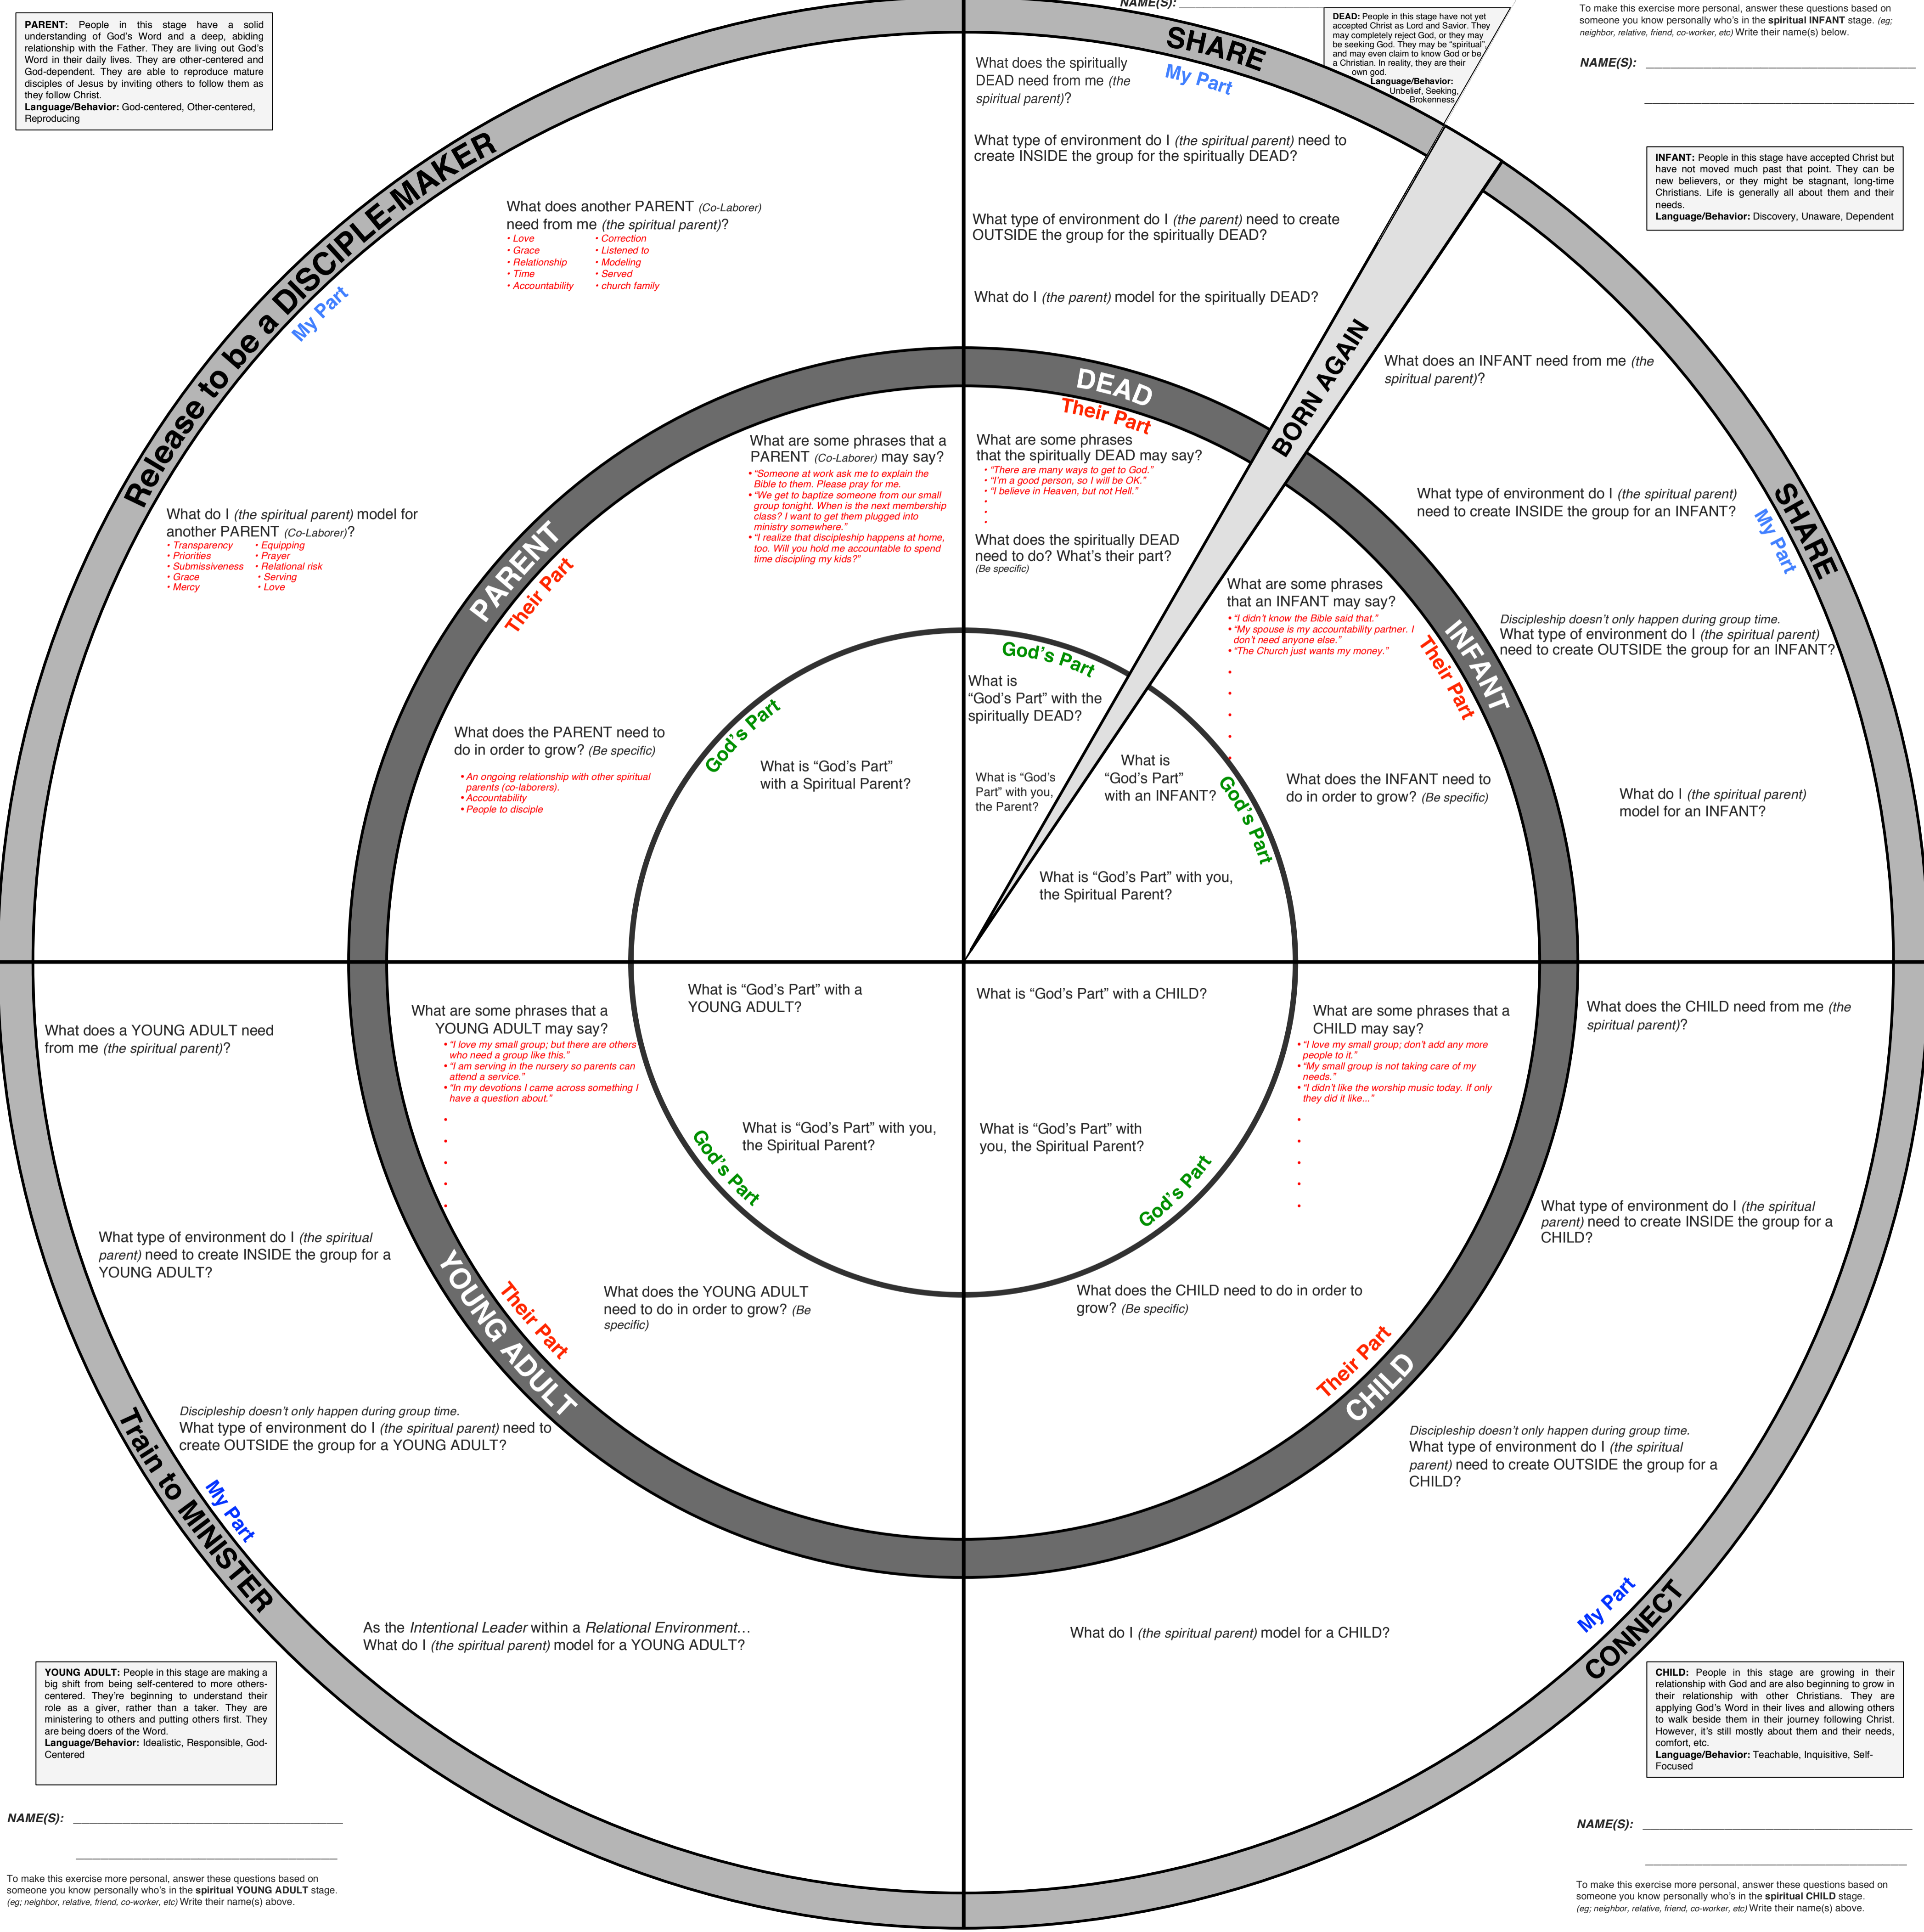 PARENT: People in this stage have a solid
understanding of God's Word and a deep, abiding
relationship with the Father. They are living out God's
Word in their daily lives. They are other-centered and
God-dependent. They are able to reproduce mature
disciples of Jesus by inviting others to follow them as
they follow Christ.
Language/Behavior: God-centered, Other-centered,
Reproducing
NAME(S):
DEAD: People in this stage have not yet
accepted Christ as Lord and Savior. They
may completely reject God, or they may
be seeking God. They may be "spiritual",
and may even claim to know God or be
a Christian. In reality, they are their
own god.
Language/Behavior:
Unbelief, Seeking,
Brokenness
To make this exercise more personal, answer these questions based on
someone you know personally who's in the spiritual INFANT stage. (eg;
neighbor, relative, friend, co-worker, etc) Write their name(s) below.
NAME(S):
INFANT: People in this stage have accepted Christ but
have not moved much past that point. They can be
new believers, or they might be stagnant, long-time
Christians. Life is generally all about them and their
needs.
Language/Behavior: Discovery, Unaware, Dependent
SHARE
My Part
What does the spiritually
DEAD need from me (the
spiritual parent)?
What type of environment do I (the spiritual parent) need to
create INSIDE the group for the spiritually DEAD?
What type of environment do I (the parent) need to create
OUTSIDE the group for the spiritually DEAD?
What do I (the parent) model for the spiritually DEAD?
DEAD
Their Part
What are some phrases
that the spiritually DEAD may say?
• "There are many ways to get to God."
• "I'm a good person, so I will be OK."
• "I believe in Heaven, but not Hell."
•
•
•
What does the spiritually DEAD
need to do? What's their part?
(Be specific)
God's Part
What is
"God's Part" with the
spiritually DEAD?
What is "God's
Part" with you,
the Parent?
BORN AGAIN
SHARE
My Part
What does an INFANT need from me (the
spiritual parent)?
What type of environment do I (the spiritual parent)
need to create INSIDE the group for an INFANT?
Discipleship doesn't only happen during group time.
What type of environment do I (the spiritual parent)
need to create OUTSIDE the group for an INFANT?
What do I (the spiritual parent)
model for an INFANT?
INFANT
Their Part
What are some phrases
that an INFANT may say?
• "I didn't know the Bible said that."
• "My spouse is my accountability partner. I
don't need anyone else."
• "The Church just wants my money."
•
•
•
•
•
What does the INFANT need to
do in order to grow? (Be specific)
God's Part
What is
"God's Part"
with an INFANT?
What is "God's Part" with you,
the Spiritual Parent?
What does the CHILD need from me (the
spiritual parent)?
What type of environment do I (the spiritual
parent) need to create INSIDE the group for a
CHILD?
Discipleship doesn't only happen during group time.
What type of environment do I (the spiritual
parent) need to create OUTSIDE the group for a
CHILD?
What do I (the spiritual parent) model for a CHILD?
My Part
CONNECT
What are some phrases that a
CHILD may say?
• "I love my small group; don't add any more
people to it."
• "My small group is not taking care of my
needs."
• "I didn't like the worship music today. If only
they did it like..."
•
•
•
•
•
What does the CHILD need to do in order to
grow? (Be specific)
Their Part
CHILD
What is "God's Part" with a CHILD?
What is "God's Part" with
you, the Spiritual Parent?
God's Part
CHILD: People in this stage are growing in their
relationship with God and are also beginning to grow in
their relationship with other Christians. They are
applying God's Word in their lives and allowing others
to walk beside them in their journey following Christ.
However, it's still mostly about them and their needs,
comfort, etc.
Language/Behavior: Teachable, Inquisitive, Self-
Focused
NAME(S):
To make this exercise more personal, answer these questions based on
someone you know personally who's in the spiritual CHILD stage.
(eg; neighbor, relative, friend, co-worker, etc) Write their name(s) above.
What does a YOUNG ADULT need
from me (the spiritual parent)?
What type of environment do I (the spiritual
parent) need to create INSIDE the group for a
YOUNG ADULT?
Discipleship doesn't only happen during group time.
What type of environment do I (the spiritual parent) need to
create OUTSIDE the group for a YOUNG ADULT?
As the Intentional Leader within a Relational Environment…
What do I (the spiritual parent) model for a YOUNG ADULT?
My Part
Train to MINISTER
What are some phrases that a
YOUNG ADULT may say?
• "I love my small group; but there are others
who need a group like this."
• "I am serving in the nursery so parents can
attend a service."
• "In my devotions I came across something I
have a question about."
•
•
•
•
•
What does the YOUNG ADULT
need to do in order to grow? (Be
specific)
Their Part
YOUNG ADULT
What is "God's Part" with a
YOUNG ADULT?
What is "God's Part" with you,
the Spiritual Parent?
God's Part
YOUNG ADULT: People in this stage are making a
big shift from being self-centered to more others-
centered. They're beginning to understand their
role as a giver, rather than a taker. They are
ministering to others and putting others first. They
are being doers of the Word.
Language/Behavior: Idealistic, Responsible, God-
Centered
NAME(S):
To make this exercise more personal, answer these questions based on
someone you know personally who's in the spiritual YOUNG ADULT stage.
(eg; neighbor, relative, friend, co-worker, etc) Write their name(s) above.
Release to be a DISCIPLE-MAKER
My Part
What does another PARENT (Co-Laborer)
need from me (the spiritual parent)?
• Love • Correction
• Grace • Listened to
• Relationship • Modeling
• Time • Served
• Accountability • church family
What do I (the spiritual parent) model for
another PARENT (Co-Laborer)?
• Transparency • Equipping
• Priorities • Prayer
• Submissiveness • Relational risk
• Grace • Serving
• Mercy • Love
PARENT
Their Part
What are some phrases that a
PARENT (Co-Laborer) may say?
• "Someone at work ask me to explain the
Bible to them. Please pray for me.
• "We get to baptize someone from our small
group tonight. When is the next membership
class? I want to get them plugged into
ministry somewhere."
• "I realize that discipleship happens at home,
too. Will you hold me accountable to spend
time discipling my kids?"
What does the PARENT need to
do in order to grow? (Be specific)
• An ongoing relationship with other spiritual
parents (co-laborers).
• Accountability
• People to disciple
God's Part
What is "God's Part"
with a Spiritual Parent?